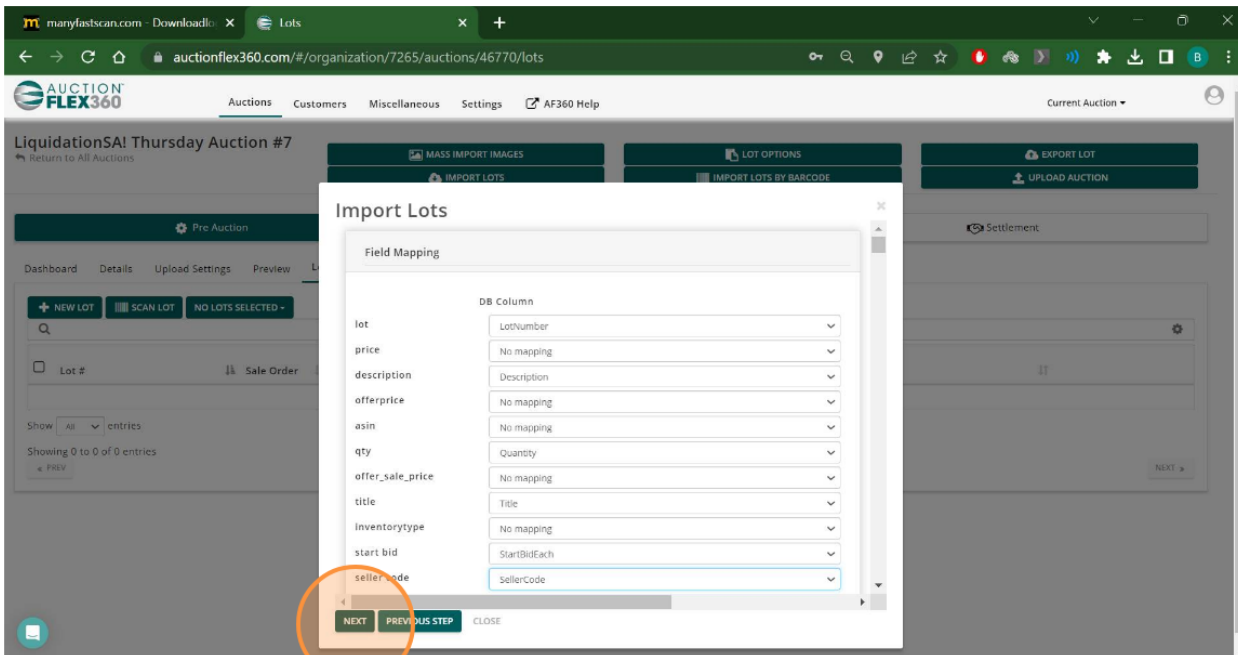 manyfastscan.com - Downloadlo
Lots
auctionflex360.com/#/organization/7265/auctions/46770/lots
B
AUCTION
FLEX360
Auctions Customers Miscellaneous Settings AF360 Help
Current Auction
LiquidationSA! Thursday Auction #7
Return to All Auctions
MASS IMPORT IMAGES LOT OPTIONS EXPORT LOT
IMPORT LOTS IMPORT LOTS BY BARCODE UPLOAD AUCTION
Pre Auction Settlement
Dashboard Details Upload Settings Preview L
NEW LOT SCAN LOT NO LOTS SELECTED
Lot # Sale Order
Show All entries
Showing 0 to 0 of 0 entries
« PREV NEXT »
Import Lots
Field Mapping
DB Column
lot LotNumber
price No mapping
description Description
offerprice No mapping
asin No mapping
qty Quantity
offer_sale_price No mapping
title Title
inventorytype No mapping
start bid StartBidEach
seller code SellerCode
NEXT PREVIOUS STEP CLOSE